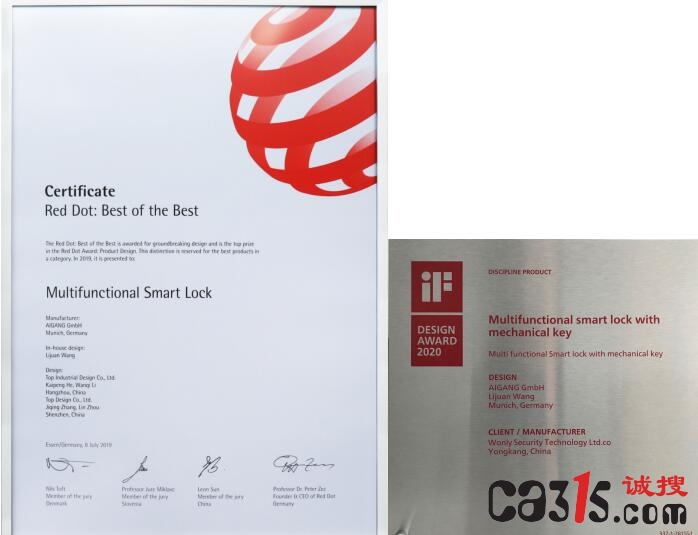 Certificate
Red Dot: Best of the Best
The Red Dot: Best of the Best is awarded for groundbreaking design and is the top prize
in the Red Dot Award: Product Design. This distinction is reserved for the best products in
a category. In 2019, it is presented to:
Multifunctional Smart Lock
Manufacturer:
AIGANG GmbH
Munich, Germany
In-house design:
Lijuan Wang
Design:
Top Industrial Design Co., Ltd.
Kaipeng He, Wanqi Li
Hangzhou, China
Top Design Co., Ltd.
Jiqing Zhang, Lin Zhou
Shenzhen, China
Essen/Germany, 8 July 2019
Nils Toft
Member of the jury
Denmark
Professor Jure Miklavc
Member of the jury
Slovenia
Leon Sun
Member of the jury
China
Professor Dr. Peter Zec
Founder & CEO of Red Dot
Germany
iF
DESIGN
AWARD
2020
DISCIPLINE PRODUCT
Multifunctional smart lock with
mechanical key
Multi functional Smart lock with mechanical key
DESIGN
AIGANG GmbH
Lijuan Wang
Munich, Germany
CLIENT / MANUFACTURER
Wonly Security Technology Ltd.co
Yongkang, China
ca315.com
诚搜